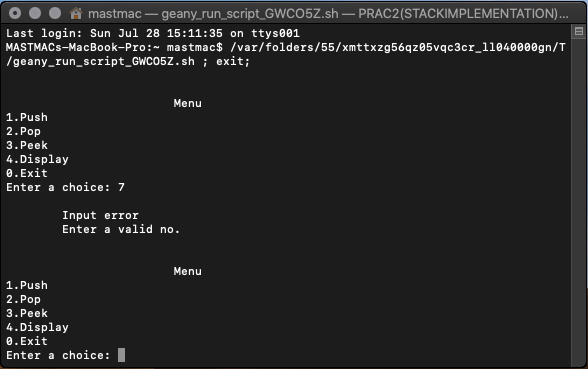 mastmac — geany_run_script_GWCO5Z.sh — PRAC2(STACKIMPLEMENTATION)...
Last login: Sun Jul 28 15:11:35 on ttys001
MASTMACs-MacBook-Pro:~ mastmac$ /var/folders/55/xmttxzg56qz05vqc3cr_ll040000gn/T
/geany_run_script_GWCO5Z.sh ; exit;
Menu
1.Push
2.Pop
3.Peek
4.Display
0.Exit
Enter a choice: 7
Input error
Enter a valid no.
Menu
1.Push
2.Pop
3.Peek
4.Display
0.Exit
Enter a choice: